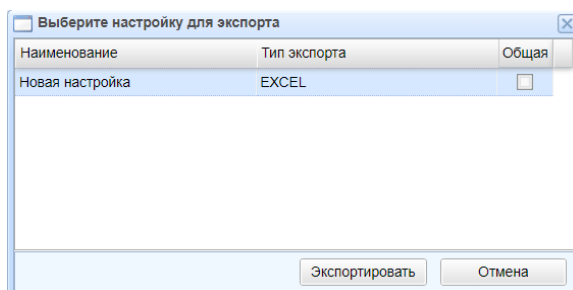 Выберите настройку для экспорта
Наименование Тип экспорта Общая
Новая настройка EXCEL
Экспортировать Отмена